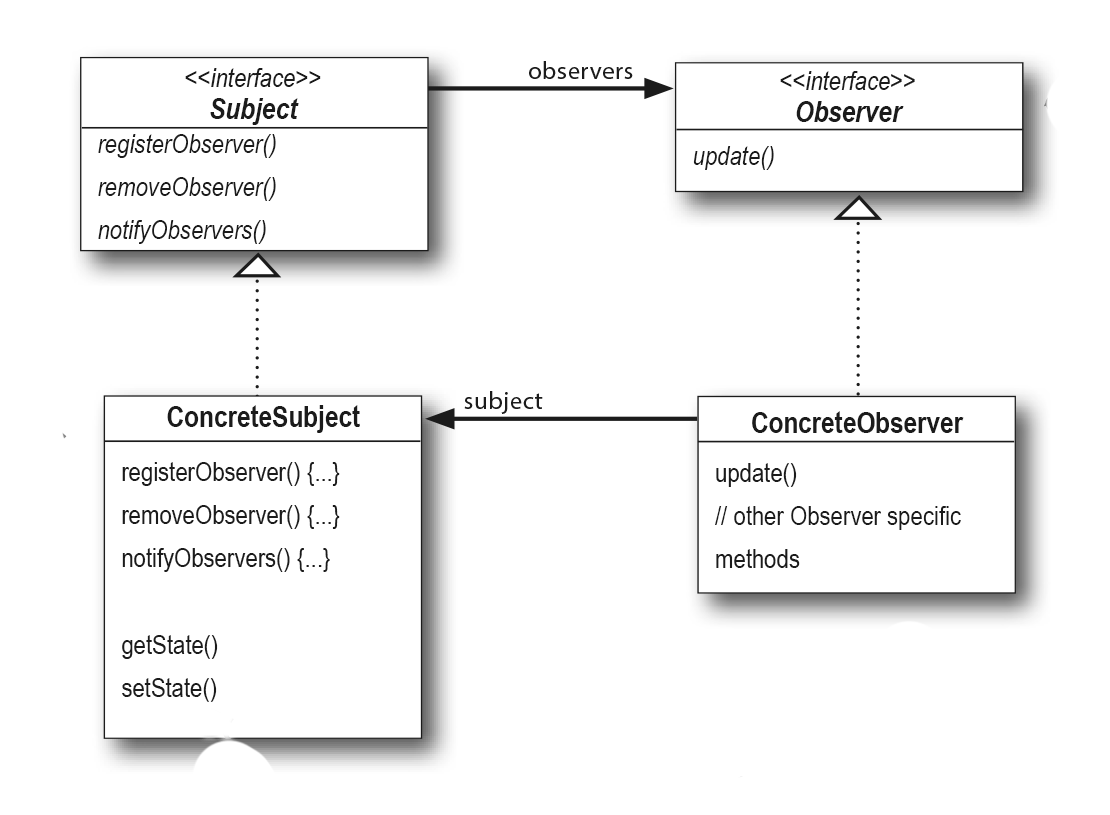 <<interface>>
Subject
registerObserver()
removeObserver()
notifyObservers()
observers
<<interface>>
Observer
update()
ConcreteSubject
registerObserver() {...}
removeObserver() {...}
notifyObservers() {...}
getState()
setState()
subject
ConcreteObserver
update()
// other Observer specific
methods